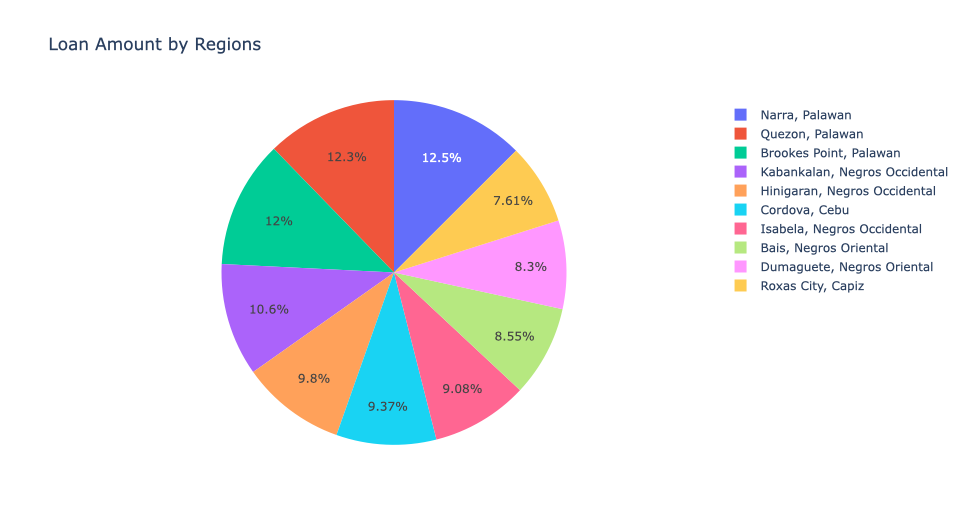 Loan Amount by Regions
12.5%
12.3%
12%
10.6%
9.8%
9.37%
9.08%
8.55%
8.3%
7.61%
Narra, Palawan
Quezon, Palawan
Brookes Point, Palawan
Kabankalan, Negros Occidental
Hinigaran, Negros Occidental
Cordova, Cebu
Isabela, Negros Occidental
Bais, Negros Oriental
Dumaguete, Negros Oriental
Roxas City, Capiz